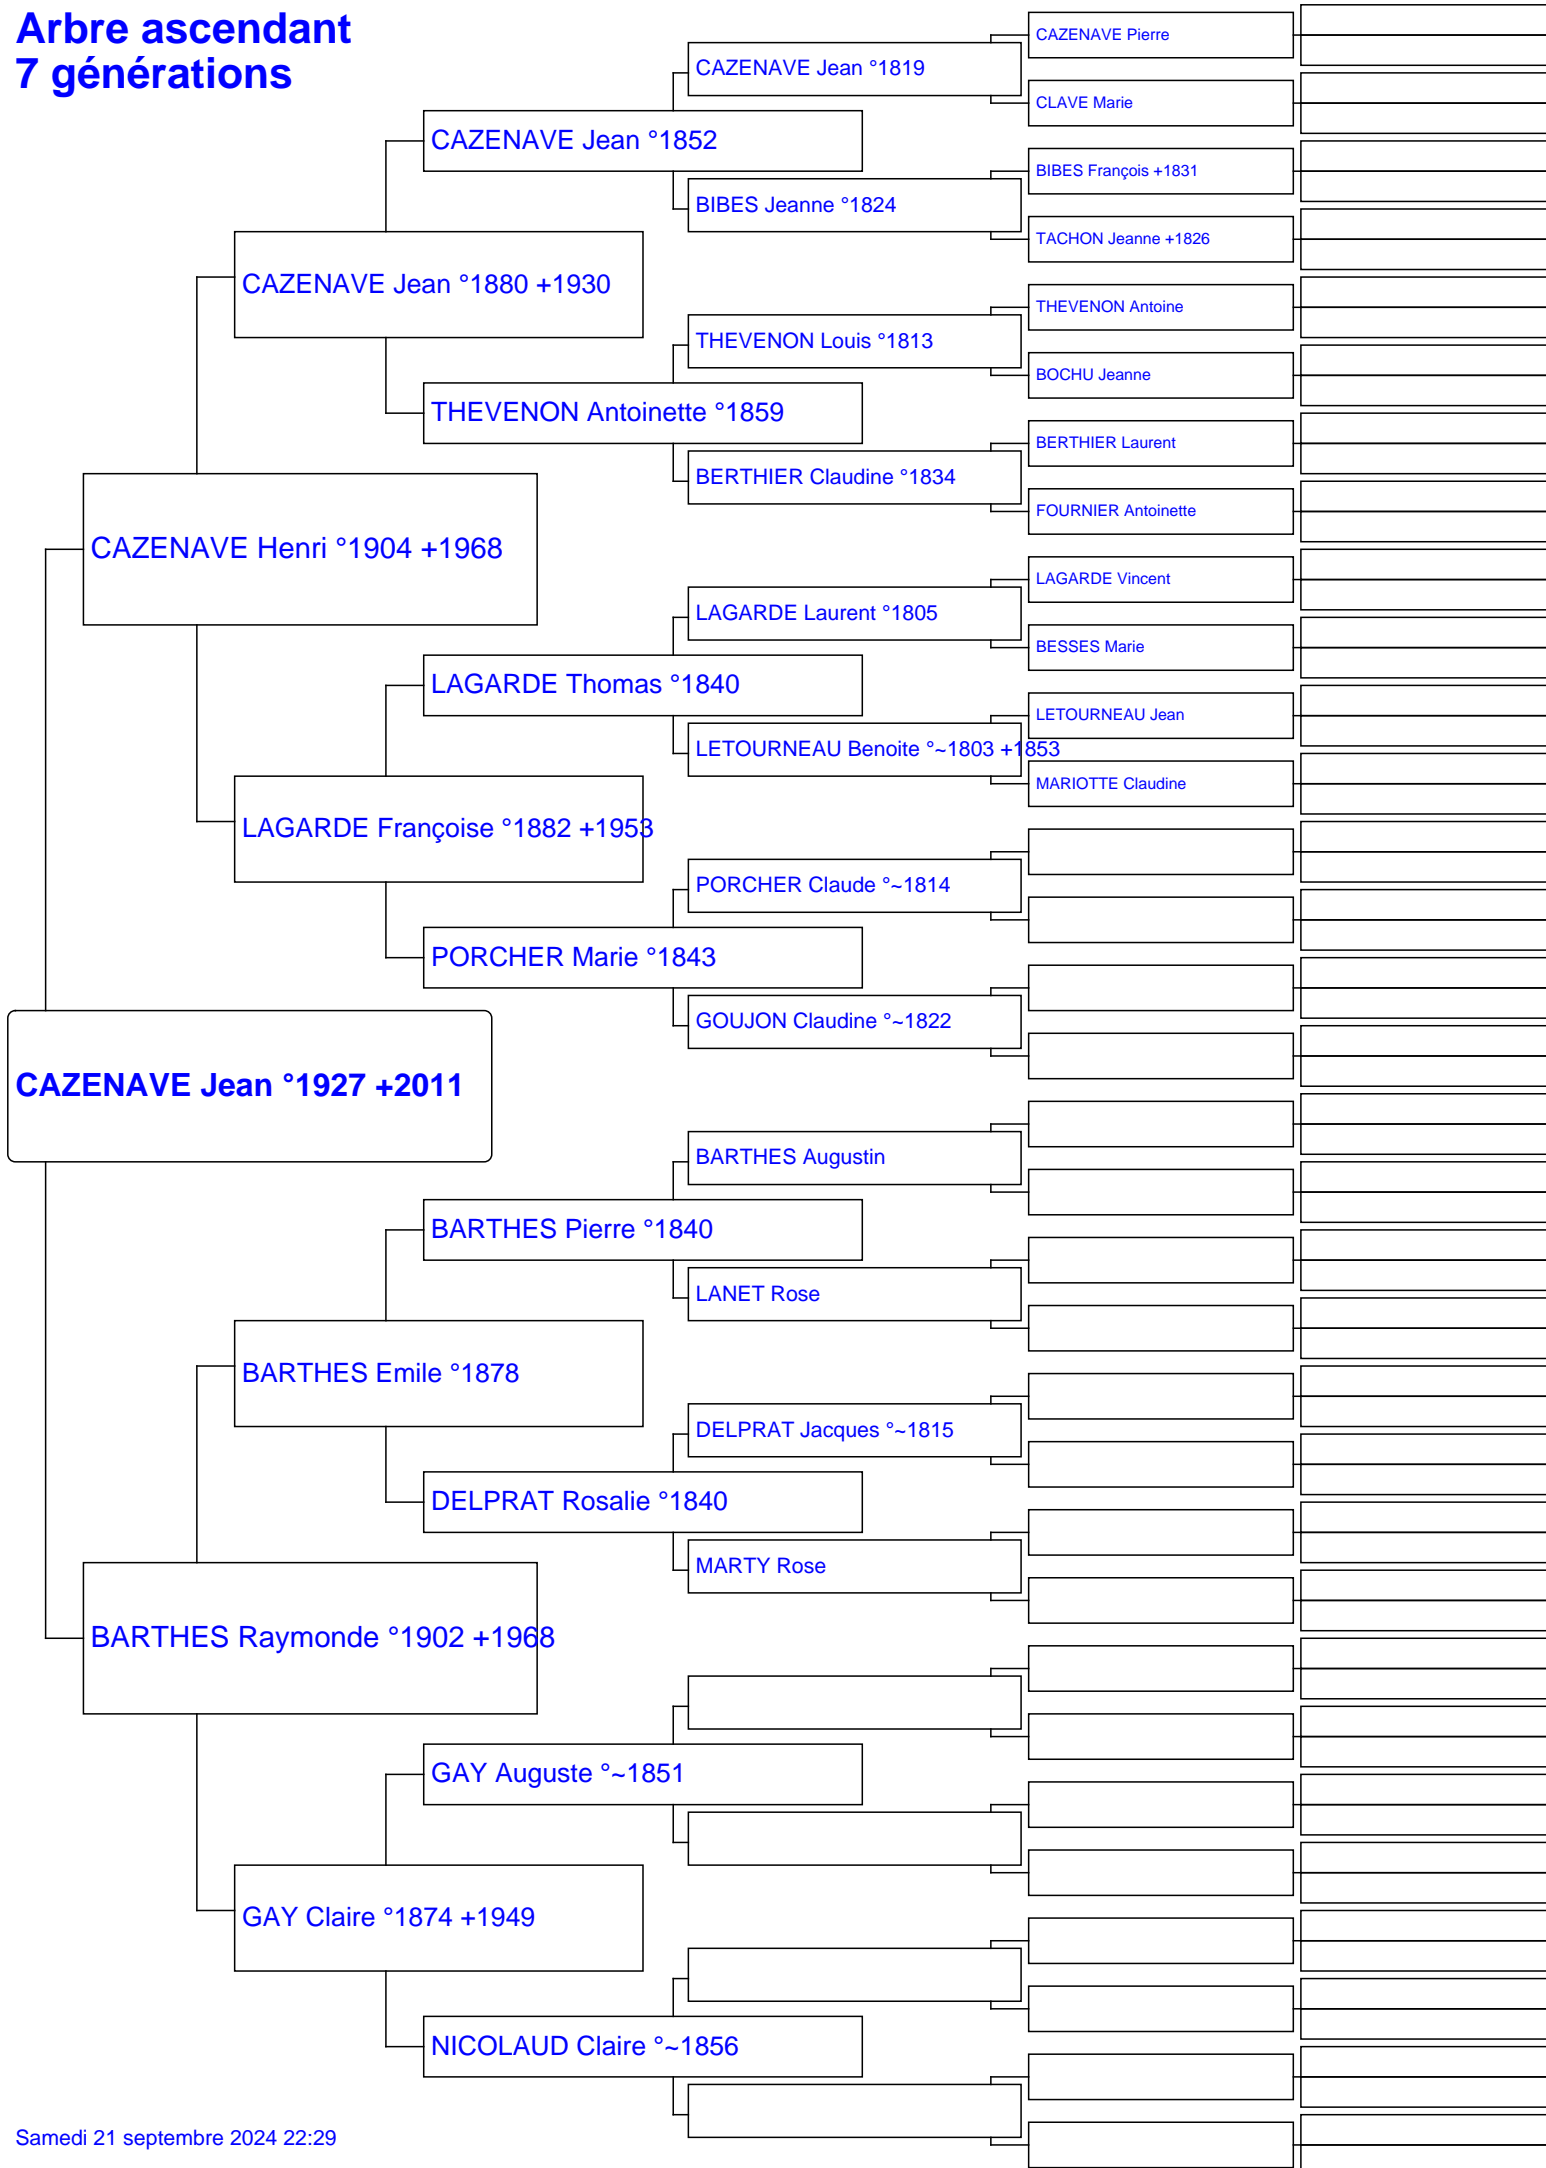 Arbre ascendant
7 générations
CAZENAVE Pierre
CAZENAVE Jean °1819
CLAVE Marie
CAZENAVE Jean °1852
BIBES François +1831
BIBES Jeanne °1824
TACHON Jeanne +1826
CAZENAVE Jean °1880 +1930
THEVENON Antoine
THEVENON Louis °1813
BOCHU Jeanne
THEVENON Antoinette °1859
BERTHIER Laurent
BERTHIER Claudine °1834
FOURNIER Antoinette
CAZENAVE Henri °1904 +1968
LAGARDE Vincent
LAGARDE Laurent °1805
BESSES Marie
LAGARDE Thomas °1840
LETOURNEAU Jean
LETOURNEAU Benoite °~1803 +1853
MARIOTTE Claudine
LAGARDE Françoise °1882 +1953
PORCHER Claude °~1814
PORCHER Marie °1843
GOUJON Claudine °~1822
CAZENAVE Jean °1927 +2011
BARTHES Augustin
BARTHES Pierre °1840
LANET Rose
BARTHES Emile °1878
DELPRAT Jacques °~1815
DELPRAT Rosalie °1840
MARTY Rose
BARTHES Raymonde °1902 +1968
GAY Auguste °~1851
GAY Claire °1874 +1949
NICOLAUD Claire °~1856
Samedi 21 septembre 2024 22:29